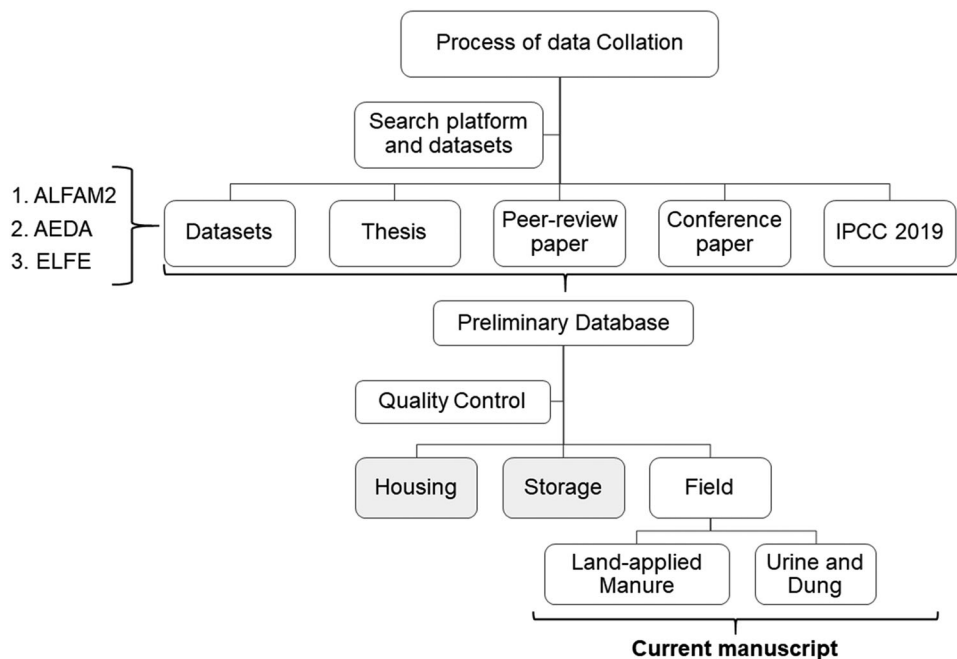 Process of data Collation
Search platform
and datasets
1. ALFAM2
2. AEDA
3. ELFE
Datasets
Thesis
Peer-review
paper
Conference
paper
IPCC 2019
Preliminary Database
Quality Control
Housing
Storage
Field
Land-applied
Manure
Urine and
Dung
Current manuscript